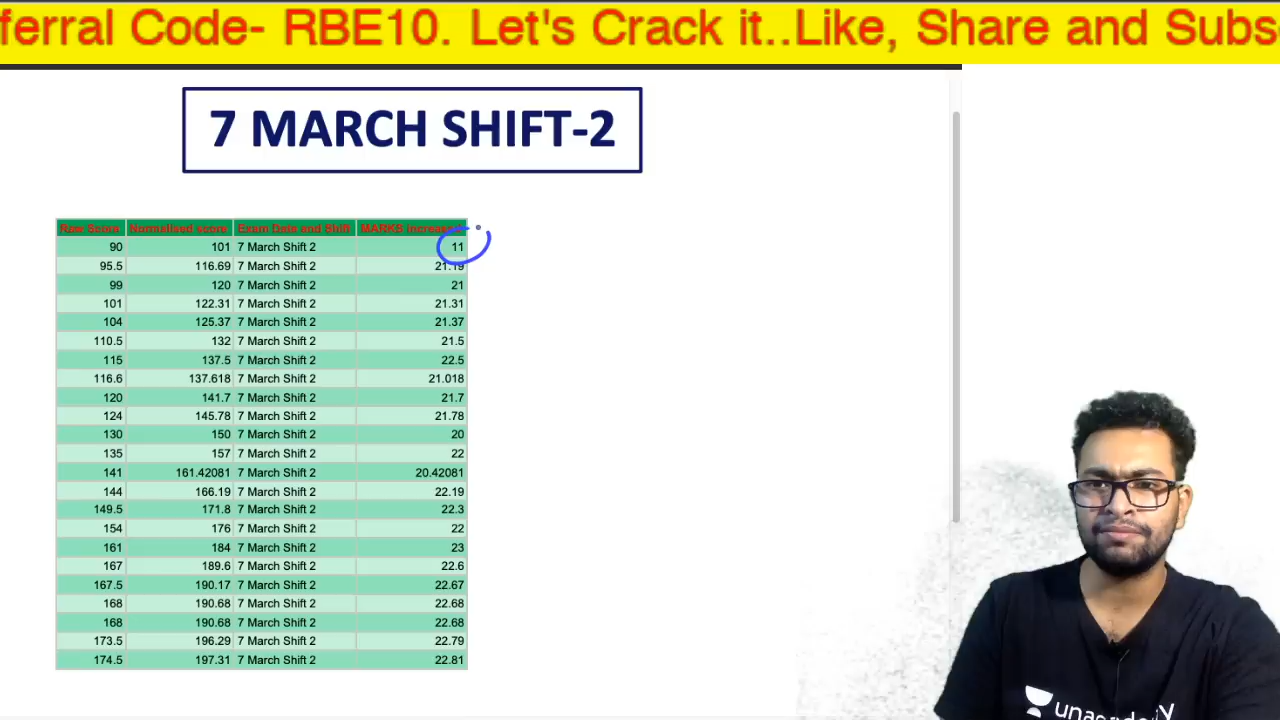 ferral Code- RBE10. Let's Crack it..Like, Share and Subs
7 MARCH SHIFT-2
Raw Score Normalised score Exam Date and Shift MARKS increased
90 101 7 March Shift 2 11
95.5 116.69 7 March Shift 2 21.19
99 120 7 March Shift 2 21
101 122.31 7 March Shift 2 21.31
104 125.37 7 March Shift 2 21.37
110.5 132 7 March Shift 2 21.5
115 137.5 7 March Shift 2 22.5
116.6 137.618 7 March Shift 2 21.018
120 141.7 7 March Shift 2 21.7
124 145.78 7 March Shift 2 21.78
130 150 7 March Shift 2 20
135 157 7 March Shift 2 22
141 161.42081 7 March Shift 2 20.42081
144 166.19 7 March Shift 2 22.19
149.5 171.8 7 March Shift 2 22.3
154 176 7 March Shift 2 22
161 184 7 March Shift 2 23
167 189.6 7 March Shift 2 22.6
167.5 190.17 7 March Shift 2 22.67
168 190.68 7 March Shift 2 22.68
168 190.68 7 March Shift 2 22.68
173.5 196.29 7 March Shift 2 22.79
174.5 197.31 7 March Shift 2 22.81